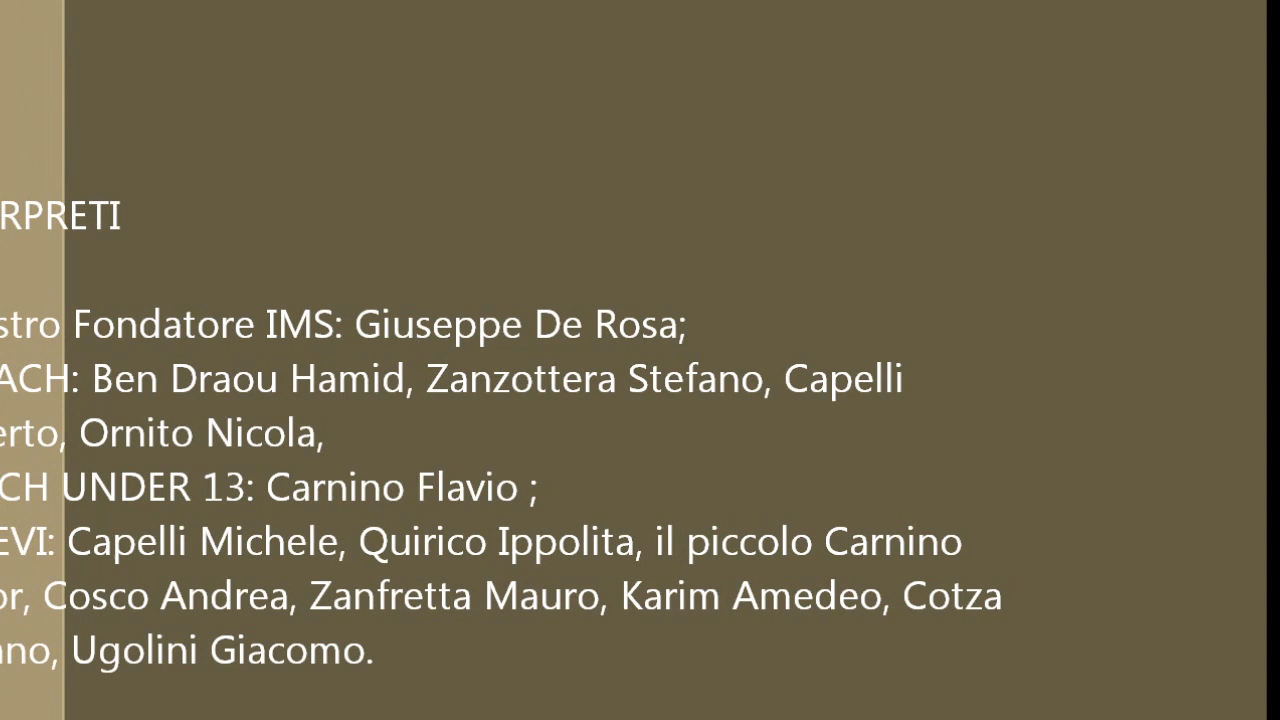 RPRETI
stro Fondatore IMS: Giuseppe De Rosa;
ACH: Ben Draou Hamid, Zanzottera Stefano, Capelli
erto, Ornito Nicola,
CH UNDER 13: Carnino Flavio ;
EVI: Capelli Michele, Quirico Ippolita, il piccolo Carnino
or, Cosco Andrea, Zanfretta Mauro, Karim Amedeo, Cotza
no, Ugolini Giacomo.